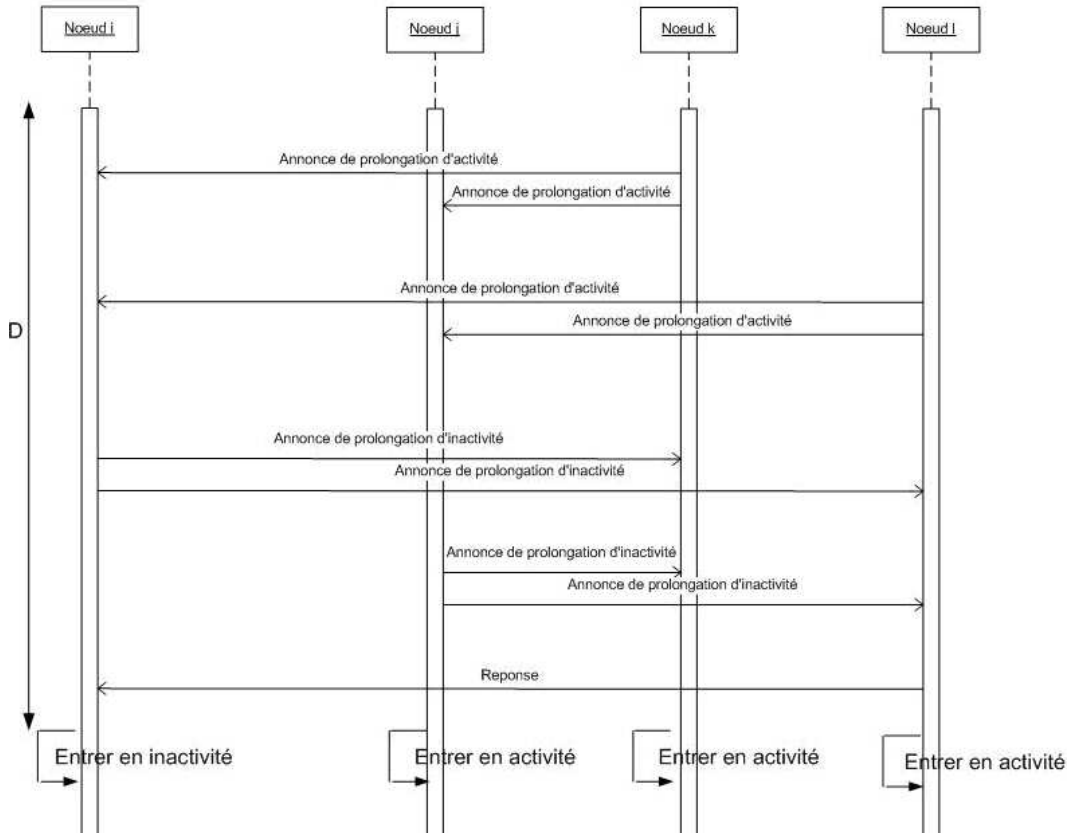 Noeud i
Noeud j
Noeud k
Noeud l
Annonce de prolongation d'activité
Annonce de prolongation d'activité
Annonce de prolongation d'activité
Annonce de prolongation d'activité
D
Annonce de prolongation d'inactivité
Annonce de prolongation d'inactivité
Annonce de prolongation d'inactivité
Annonce de prolongation d'inactivité
Reponse
Entrer en inactivité
Entrer en activité
Entrer en activité
Entrer en activité